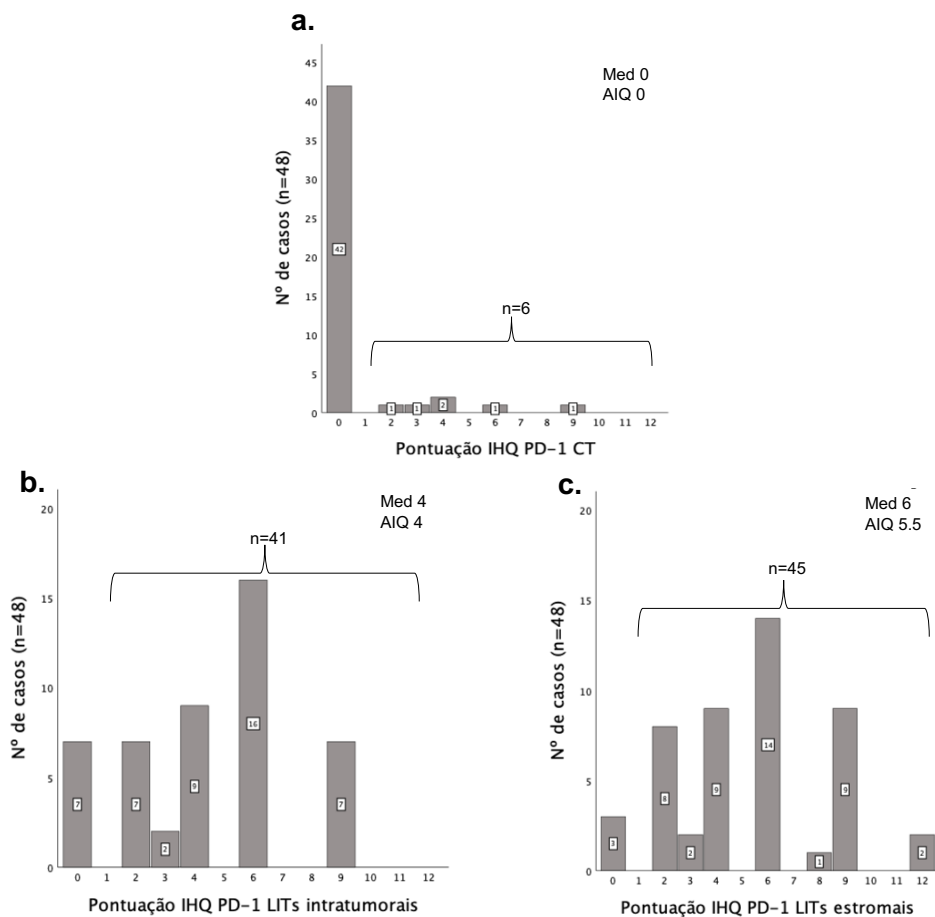 a.
Med 0
AIQ 0
Nº de casos (n=48)
45
40
35
30
25
20
15
10
5
0
42
n=6
1
1
2
1
1
0 1 2 3 4 5 6 7 8 9 10 11 12
Pontuação IHQ PD-1 CT
b.
Med 4
AIQ 4
n=41
Nº de casos (n=48)
20
15
10
5
0
7
7
2
9
16
7
0 1 2 3 4 5 6 7 8 9 10 11 12
Pontuação IHQ PD-1 LITs intratumorais
c.
Med 6
AIQ 5.5
n=45
Nº de casos (n=48)
20
15
10
5
0
3
8
2
9
14
1
9
2
0 1 2 3 4 5 6 7 8 9 10 11 12
Pontuação IHQ PD-1 LITs estromais